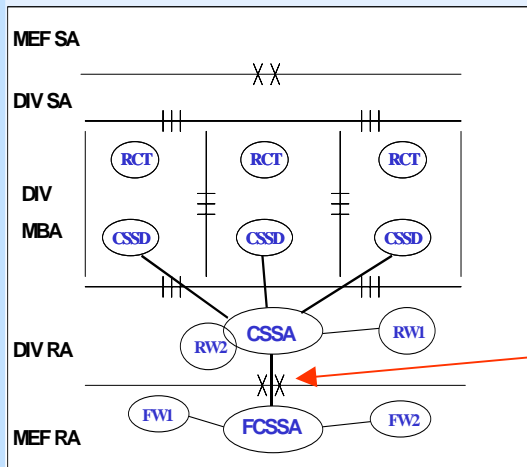 MEF SA
X X
DIV SA
RCT RCT RCT
DIV
MBA
CSSD CSSD CSSD
CSSA
RW1
RW2
DIV RA
X X
FW1
FW2
FCSSA
MEF RA